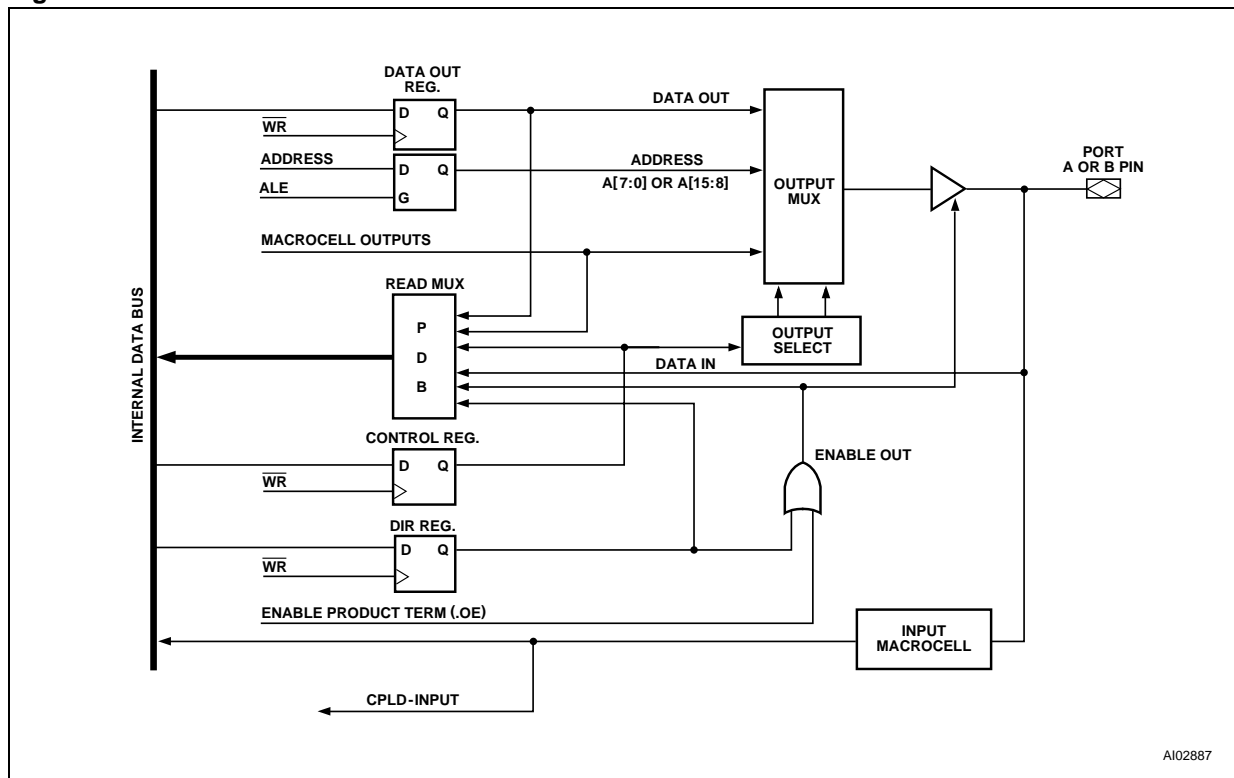 DATA OUT
REG.
D Q
WR
DATA OUT
ADDRESS
D Q
ALE
G
ADDRESS
A[7:0] OR A[15:8]
OUTPUT
MUX
PORT
A OR B PIN
MACROCELL OUTPUTS
READ MUX
P
D
B
OUTPUT
SELECT
DATA IN
INTERNAL DATA BUS
CONTROL REG.
D Q
WR
ENABLE OUT
DIR REG.
D Q
WR
ENABLE PRODUCT TERM (.OE)
INPUT
MACROCELL
CPLD-INPUT
AI02887